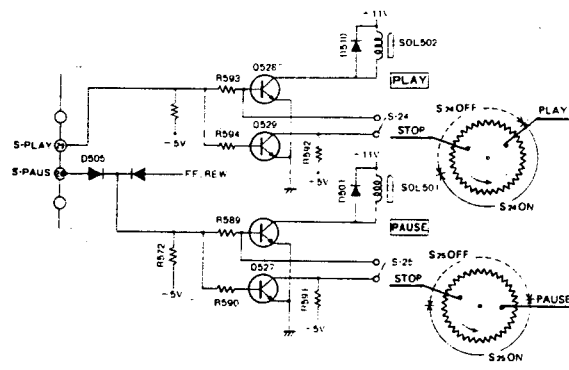 +11V
D510
SOL502
Q528
R593
PLAY
S24OFF
PLAY
S-24
STOP
Q529
R594
R592
S-PLAY
-5V
D505
-5V
+11V
S-PAUS
FF. REW
D501
SOL501
S24ON
R589
PAUSE
S25OFF
R572
S-25
STOP
Q527
PAUSE
R591
-5V
R590
-5V
S25ON